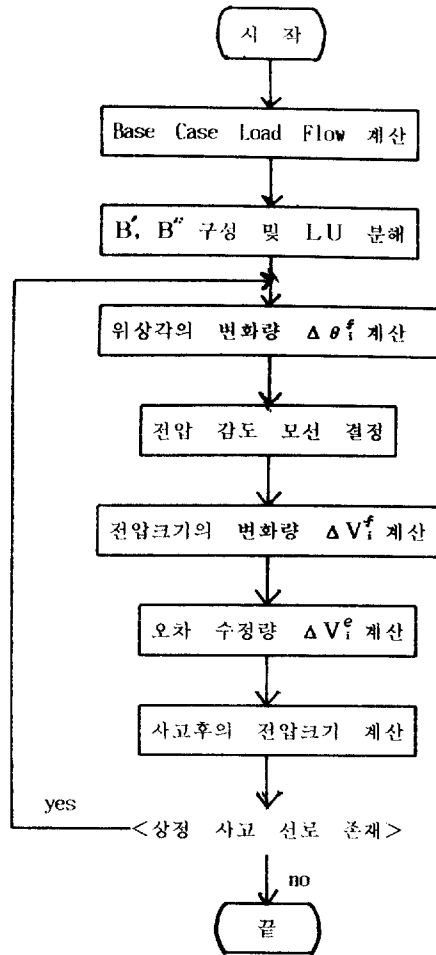 시 작
Base Case Load Flow 계산
B′, B″ 구성 및 LU 분해
위상각의 변화량 Δθᵢᶠ 계산
전압 감도 모선 결정
전압크기의 변화량 ΔVᵢᶠ 계산
오차 수정량 ΔVᵢᵉ 계산
사고후의 전압크기 계산
yes
<상정 사고 선로 존재>
no
끝